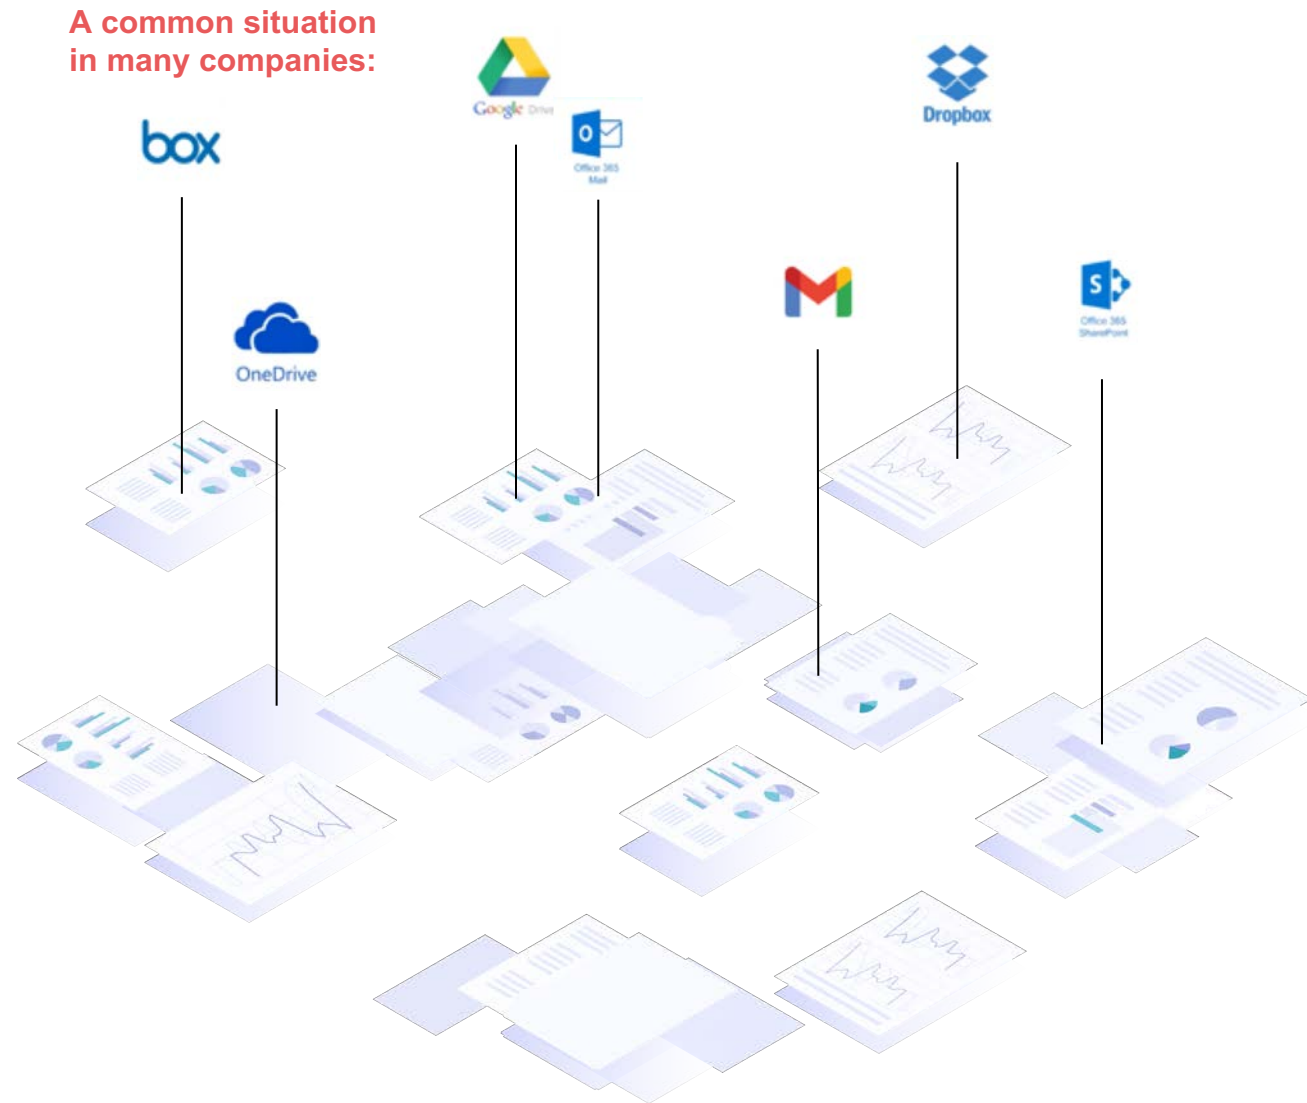 A common situation
in many companies:
Google Drive
Dropbox
box
Office 365
Mail
Office 365
SharePoint
OneDrive